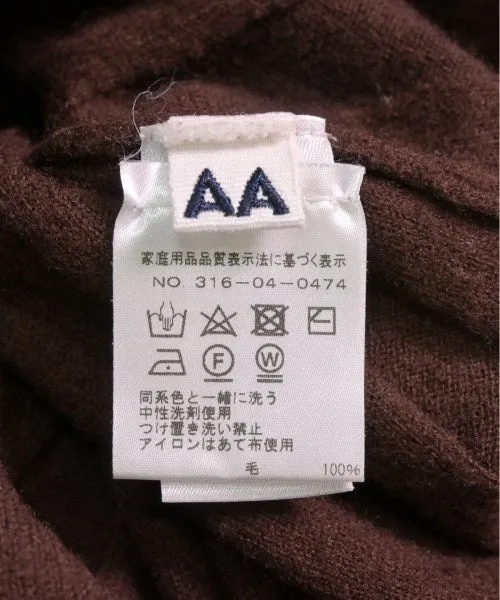 AA
家庭用品品質表示法に基づく表示
NO. 316-04-0474
F W
同系色と一緒に洗う
中性洗剤使用
つけ置き洗い禁止
アイロンはあて布使用
毛 100%